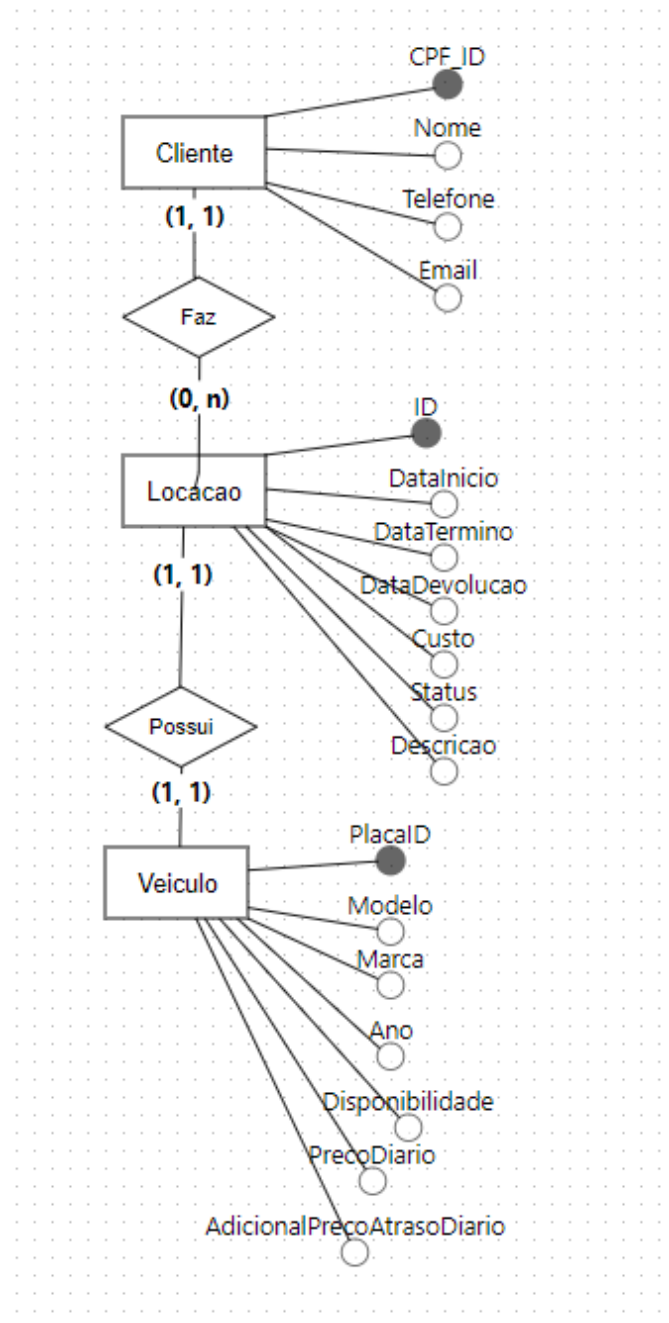 CPF_ID
Cliente
Nome
Telefone
(1, 1)
Email
Faz
(0, n)
ID
Locacao
DataInicio
DataTermino
(1, 1)
DataDevolucao
Custo
Status
Possui
Descricao
(1, 1)
PlacaID
Veiculo
Modelo
Marca
Ano
Disponibilidade
PrecoDiario
AdicionalPrecoAtrasoDiario